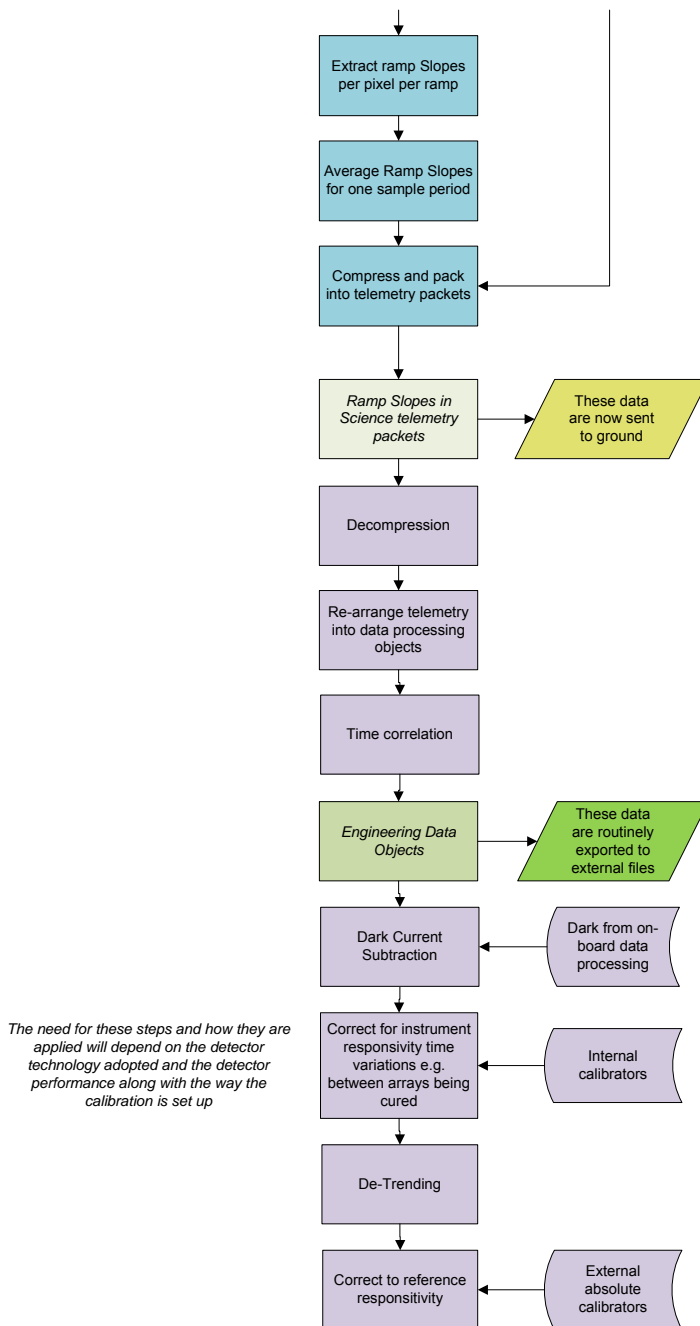 Extract ramp Slopes
per pixel per ramp
Average Ramp Slopes
for one sample period
Compress and pack
into telemetry packets
Ramp Slopes in
Science telemetry
packets
These data
are now sent
to ground
Decompression
Re-arrange telemetry
into data processing
objects
Time correlation
Engineering Data
Objects
These data
are routinely
exported to
external files
Dark Current
Subtraction
Dark from on-
board data
processing
The need for these steps and how they are
applied will depend on the detector
technology adopted and the detector
performance along with the way the
calibration is set up
Correct for instrument
responsivity time
variations e.g.
between arrays being
cured
Internal
calibrators
De-Trending
Correct to reference
responsitivity
External
absolute
calibrators